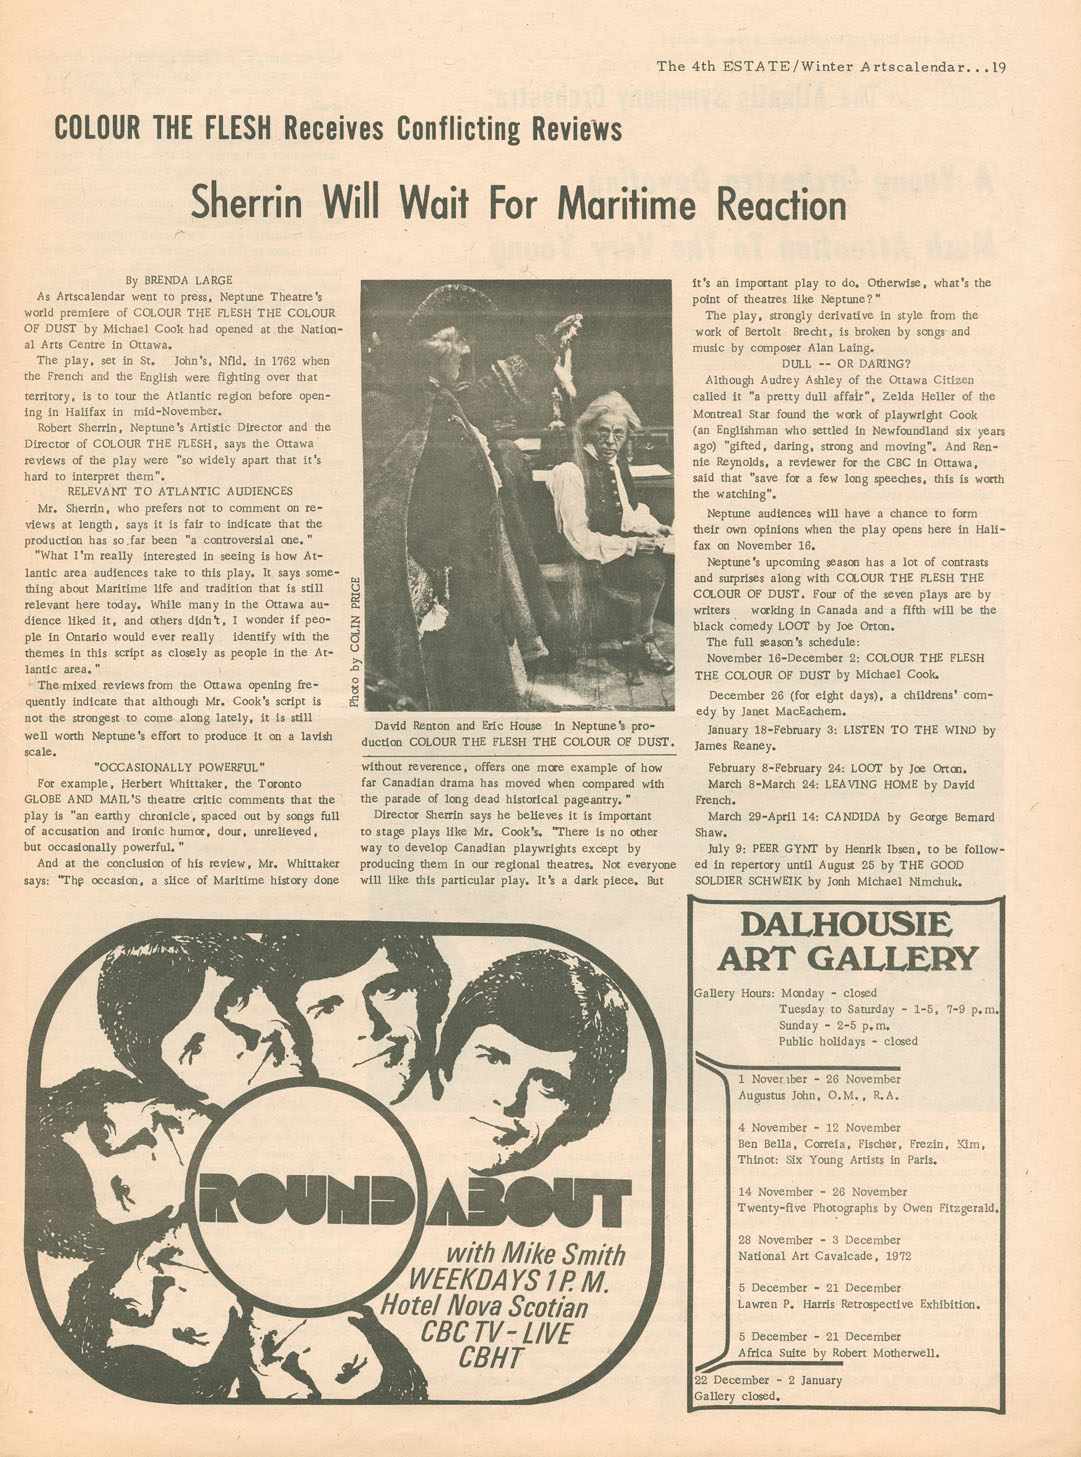 The 4th ESTATE/Winter Artscalendar...19
COLOUR THE FLESH Receives Conflicting Reviews
Sherrin Will Wait For Maritime Reaction
By BRENDA LARGE
As Artscalendar went to press, Neptune Theatre's
world premiere of COLOUR THE FLESH THE COLOUR
OF DUST by Michael Cook had opened at the Nation-
al Arts Centre in Ottawa.
The play, set in St. John's, Nfld. in 1762 when
the French and the English were fighting over that
territory, is to tour the Atlantic region before open-
ing in Halifax in mid-November.
Robert Sherrin, Neptune's Artistic Director and the
Director of COLOUR THE FLESH, says the Ottawa
reviews of the play were "so widely apart that it's
hard to interpret them".
RELEVANT TO ATLANTIC AUDIENCES
Mr. Sherrin, who prefers not to comment on re-
views at length, says it is fair to indicate that the
production has so far been "a controversial one."
"What I'm really interested in seeing is how At-
lantic area audiences take to this play. It says some-
thing about Maritime life and tradition that is still
relevant here today. While many in the Ottawa au-
dience liked it, and others didn't, I wonder if peo-
ple in Ontario would ever really identify with the
themes in this script as closely as people in the At-
lantic area."
The mixed reviews from the Ottawa opening fre-
quently indicate that although Mr. Cook's script is
not the strongest to come along lately, it is still
well worth Neptune's effort to produce it on a lavish
scale.
"OCCASIONALLY POWERFUL"
For example, Herbert Whittaker, the Toronto
GLOBE AND MAIL'S theatre critic comments that the
play is "an earthy chronicle, spaced out by songs full
of accusation and ironic humor, dour, unrelieved,
but occasionally powerful."
And at the conclusion of his review, Mr. Whittaker
says: "The occasion, a slice of Maritime history done
Photo by COLIN PRICE
David Renton and Eric House in Neptune's pro-
duction COLOUR THE FLESH THE COLOUR OF DUST.
without reverence, offers one more example of how
far Canadian drama has moved when compared with
the parade of long dead historical pageantry."
Director Sherrin says he believes it is important
to stage plays like Mr. Cook's. "There is no other
way to develop Canadian playwrights except by
producing them in our regional theatres. Not everyone
will like this particular play. It's a dark piece. But
it's an important play to do. Otherwise, what's the
point of theatres like Neptune?"
The play, strongly derivative in style from the
work of Bertolt Brecht, is broken by songs and
music by composer Alan Laing.
DULL -- OR DARING?
Although Audrey Ashley of the Ottawa Citizen
called it "a pretty dull affair", Zelda Heller of the
Montreal Star found the work of playwright Cook
(an Englishman who settled in Newfoundland six years
ago) "gifted, daring, strong and moving". And Ren-
nie Reynolds, a reviewer for the CBC in Ottawa,
said that "save for a few long speeches, this is worth
the watching".
Neptune audiences will have a chance to form
their own opinions when the play opens here in Hali-
fax on November 16.
Neptune's upcoming season has a lot of contrasts
and surprises along with COLOUR THE FLESH THE
COLOUR OF DUST. Four of the seven plays are by
writers working in Canada and a fifth will be the
black comedy LOOT by Joe Orton.
The full season's schedule:
November 16-December 2: COLOUR THE FLESH
THE COLOUR OF DUST by Michael Cook.
December 26 (for eight days), a childrens' com-
edy by Janet MacEachern.
January 18-February 3: LISTEN TO THE WIND by
James Reaney.
February 8-February 24: LOOT by Joe Orton.
March 8-March 24: LEAVING HOME by David
French.
March 29-April 14: CANDIDA by George Bernard
Shaw.
July 9: PEER GYNT by Henrik Ibsen, to be follow-
ed in repertory until August 25 by THE GOOD
SOLDIER SCHWEIK by Jonh Michael Nimchuk.
ROUND ABOUT
with Mike Smith
WEEKDAYS 1 P.M.
Hotel Nova Scotian
CBC TV - LIVE
CBHT
DALHOUSIE
ART GALLERY
Gallery Hours: Monday - closed
Tuesday to Saturday - 1-5, 7-9 p.m.
Sunday - 2-5 p.m.
Public holidays - closed
1 November - 26 November
Augustus John, O.M., R.A.
4 November - 12 November
Ben Bella, Correia, Fischer, Frezin, Kim,
Thinot: Six Young Artists in Paris.
14 November - 26 November
Twenty-five Photographs by Owen Fitzgerald.
28 November - 3 December
National Art Cavalcade, 1972
5 December - 21 December
Lawren P. Harris Retrospective Exhibition.
5 December - 21 December
Africa Suite by Robert Motherwell.
22 December - 2 January
Gallery closed.